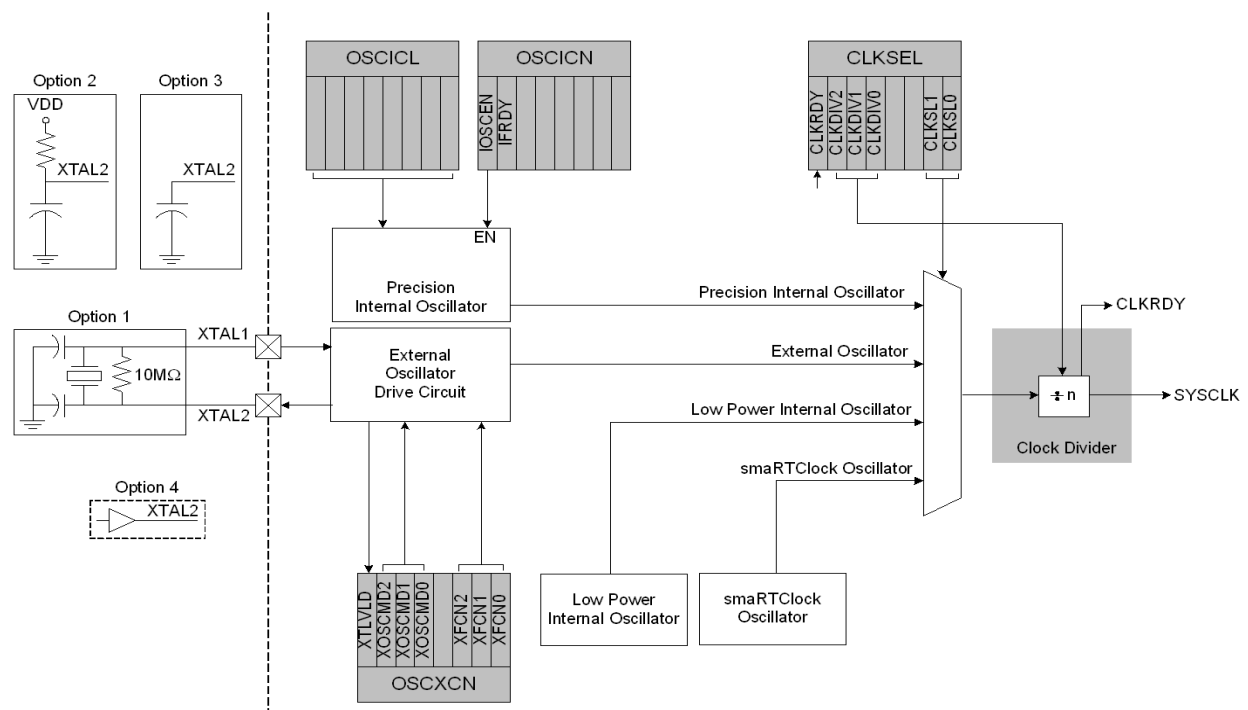 OSCICL
OSCICN
IOSCEN
IFRDY
CLKSEL
CLKRDY
CLKDIV2
CLKDIV1
CLKDIV0
CLKSL1
CLKSL0
Option 2
VDD
XTAL2
Option 3
XTAL2
EN
Precision
Internal Oscillator
Precision Internal Oscillator
CLKRDY
Option 1
XTAL1
10MΩ
XTAL2
External
Oscillator
Drive Circuit
External Oscillator
Low Power Internal Oscillator
smaRTClock Oscillator
÷ n
SYSCLK
Clock Divider
Option 4
XTAL2
XTLVLD
XOSCMD2
XOSCMD1
XOSCMD0
XFCN2
XFCN1
XFCN0
OSCXCN
Low Power
Internal Oscillator
smaRTClock
Oscillator